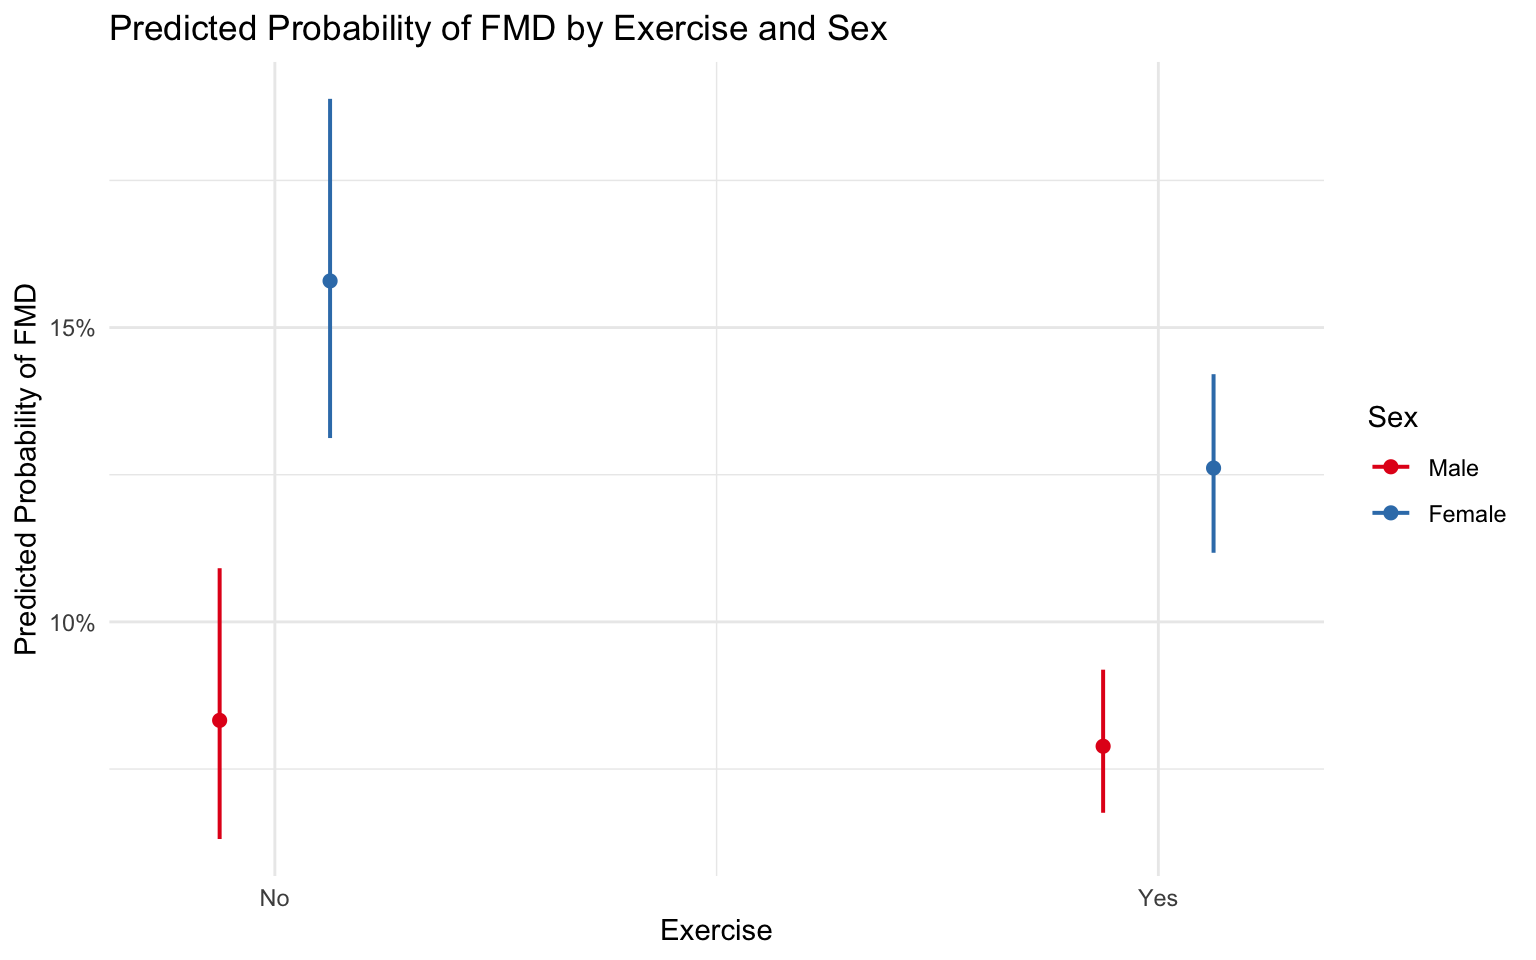 Predicted Probability of FMD by Exercise and Sex
Predicted Probability of FMD
15%
10%
No
Yes
Exercise
Sex
Male
Female